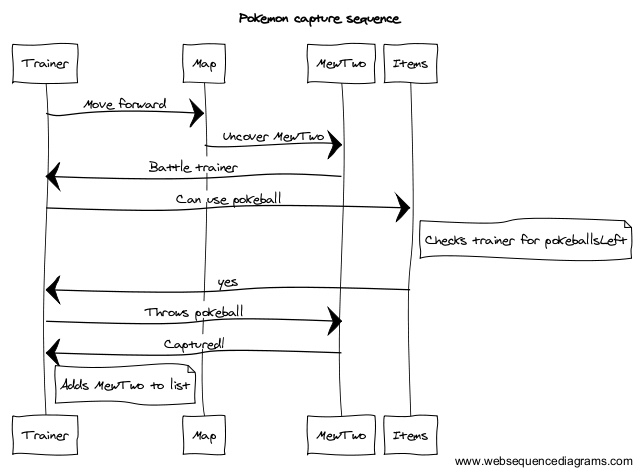 Pokemon capture sequence
Trainer
Map
MewTwo
Items
Move forward
Uncover MewTwo
Battle trainer
Can use pokeball
Checks trainer for pokeballsLeft
yes
Throws pokeball
Captured!
Adds MewTwo to list
Trainer
Map
MewTwo
Items
www.websequencediagrams.com